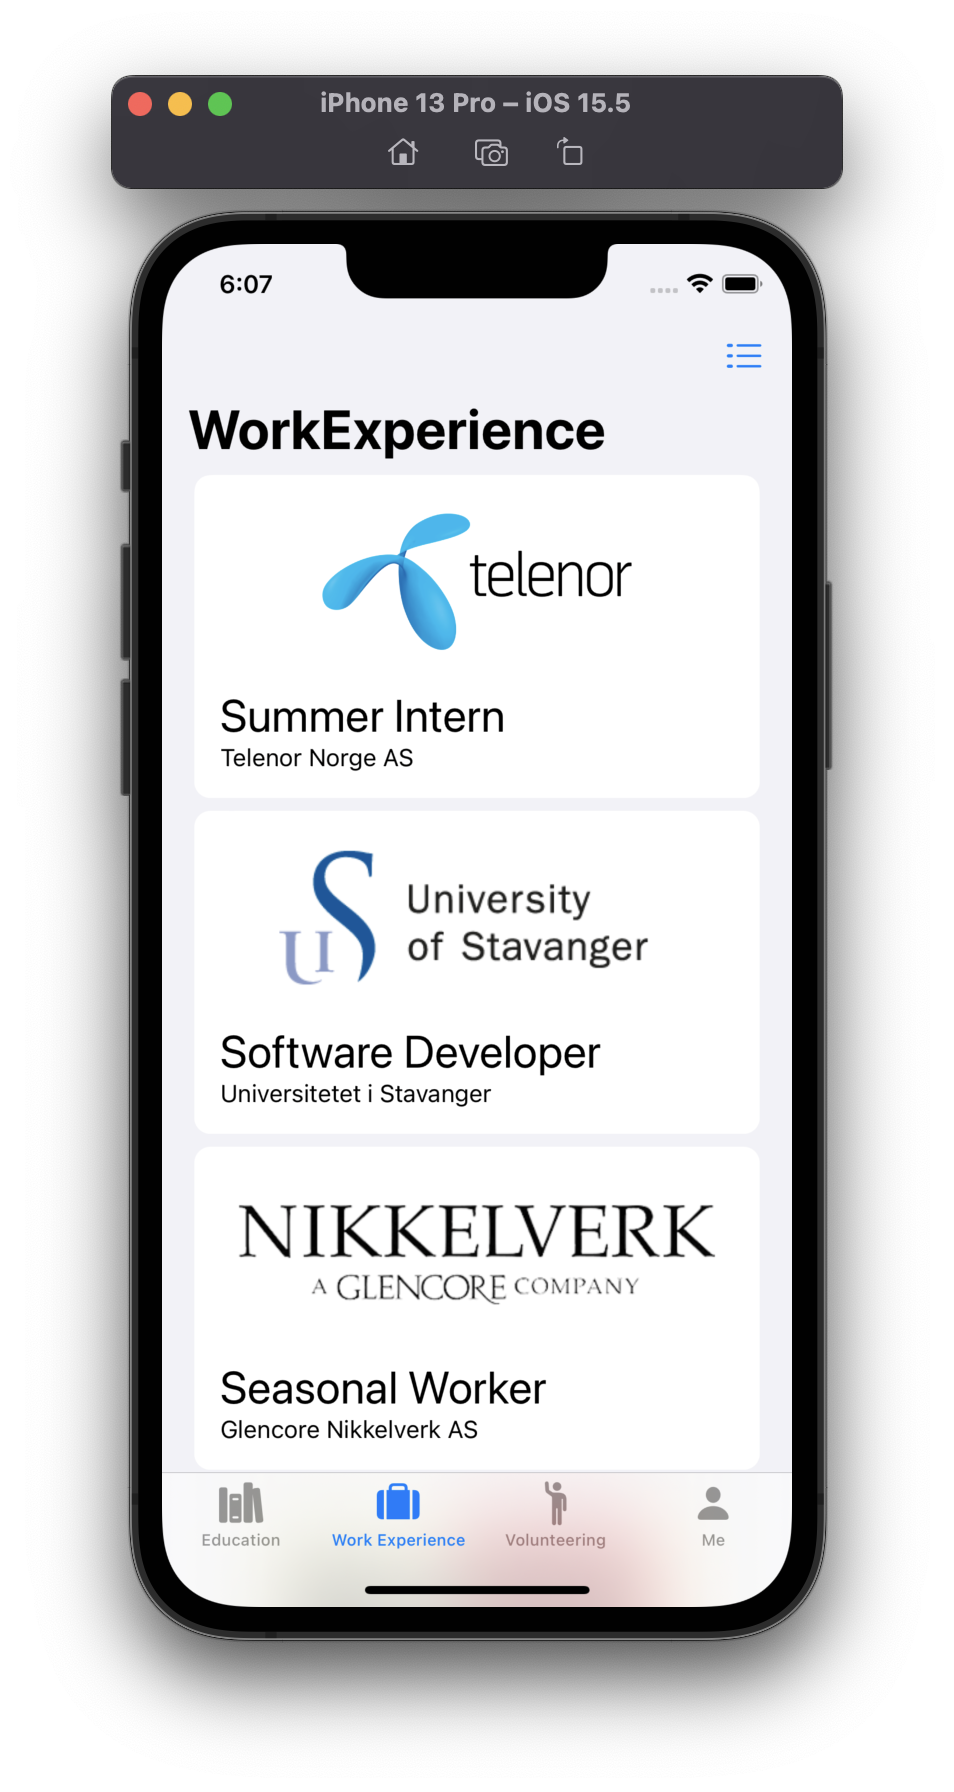 iPhone 13 Pro – iOS 15.5
6:07
WorkExperience
telenor
Summer Intern
Telenor Norge AS
uiS
University
of Stavanger
Software Developer
Universitetet i Stavanger
NIKKELVERK
A GLENCORE COMPANY
Seasonal Worker
Glencore Nikkelverk AS
Education
Work Experience
Volunteering
Me